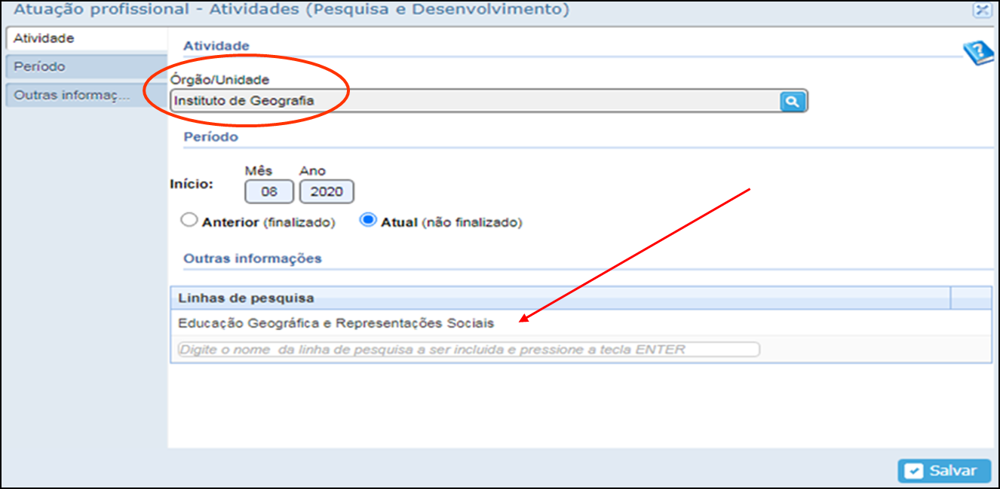 Atuação profissional - Atividades (Pesquisa e Desenvolvimento)
Atividade
Período
Outras informaç...
Atividade
Órgão/Unidade
Instituto de Geografia
Período
Mês Ano
Início:
08 2020
Anterior (finalizado) Atual (não finalizado)
Outras informações
Linhas de pesquisa
Educação Geográfica e Representações Sociais
Digite o nome da linha de pesquisa a ser incluida e pressione a tecla ENTER
Salvar